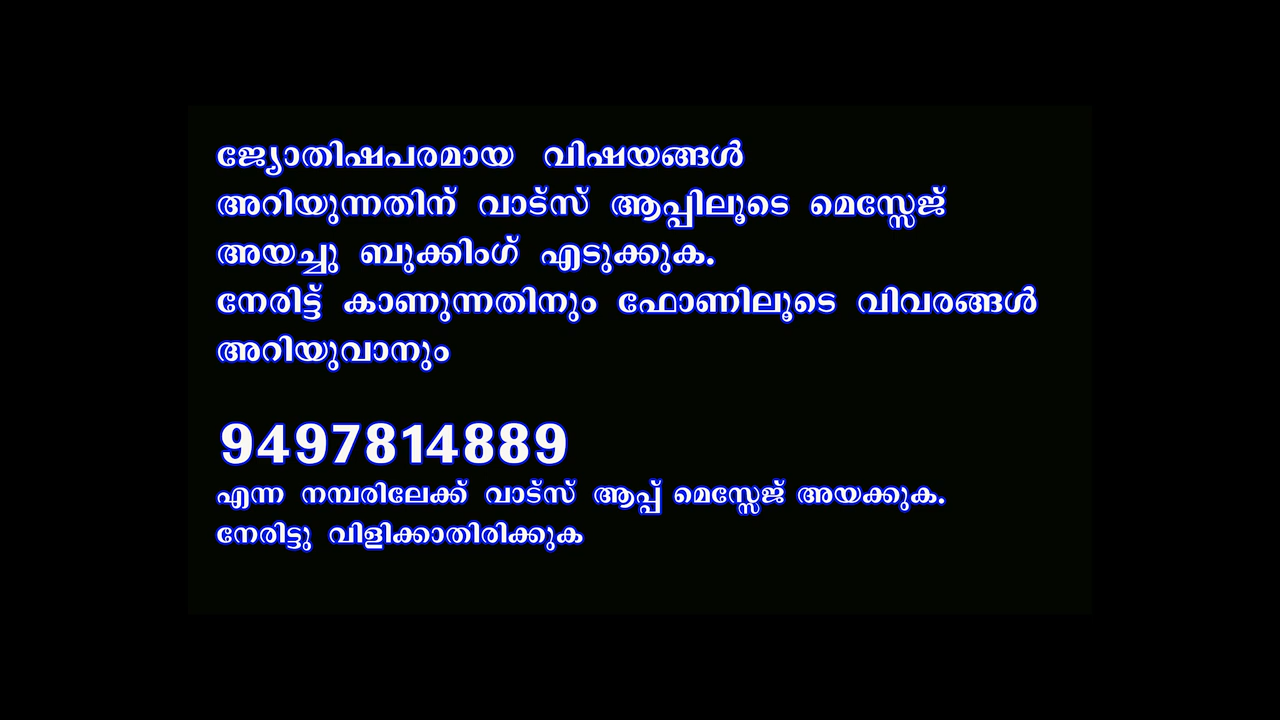 ജ്യോതിഷപരമായ വിഷയങ്ങൾ
അറിയുന്നതിന് വാട്സ് ആപ്പിലൂടെ മെസ്സേജ്
അയച്ചു ബുക്കിംഗ് എടുക്കുക.
നേരിട്ട് കാണുന്നതിനും ഫോണിലൂടെ വിവരങ്ങൾ
അറിയുവാനും
9497814889
എന്ന നമ്പരിലേക്ക് വാട്സ് ആപ്പ് മെസ്സേജ് അയക്കുക.
നേരിട്ടു വിളിക്കാതിരിക്കുക